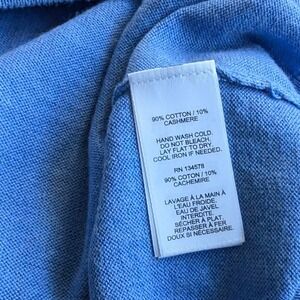 90% COTTON / 10%
CASHMERE
HAND WASH COLD.
DO NOT BLEACH.
LAY FLAT TO DRY.
COOL IRON IF NEEDED.
RN 134578
90% COTON / 10%
CACHEMIRE
LAVAGE À LA MAIN À
L'EAU FROIDE.
EAU DE JAVEL
INTERDITE
SÉCHER À PLAT.
REPASSER À FER
DOUX SI NÉCESSAIRE.